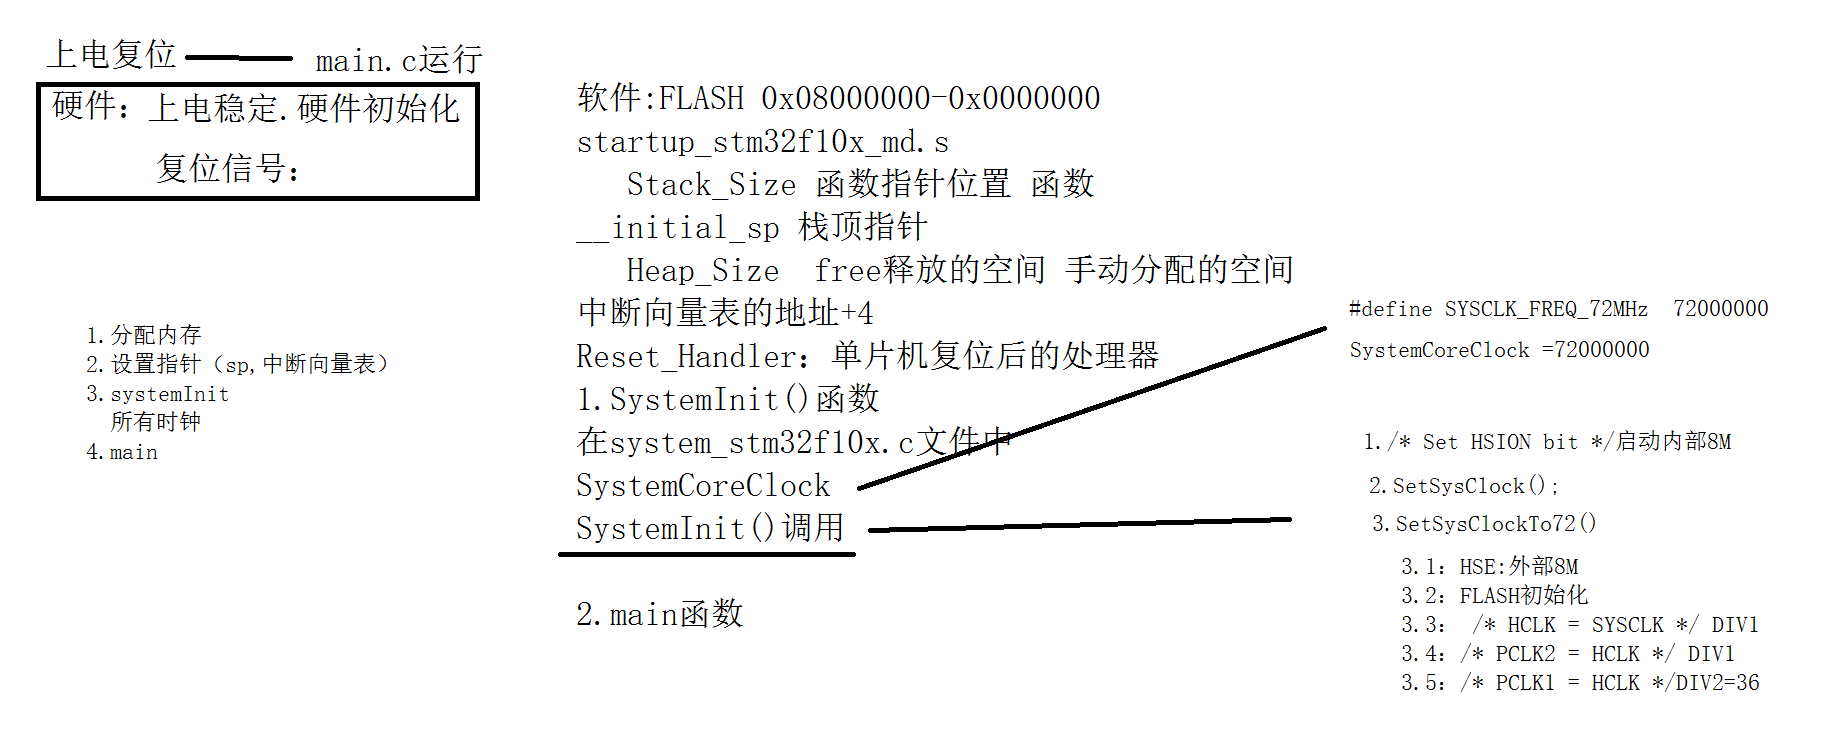 上电复位
main.c运行
硬件：上电稳定.硬件初始化
复位信号：
1.分配内存
2.设置指针（sp,中断向量表）
3.systemInit
所有时钟
4.main
软件:FLASH 0x08000000-0x0000000
startup_stm32f10x_md.s
Stack_Size 函数指针位置 函数
__initial_sp 栈顶指针
Heap_Size  free释放的空间 手动分配的空间
中断向量表的地址+4
Reset_Handler：单片机复位后的处理器
1.SystemInit()函数
在system_stm32f10x.c文件中
SystemCoreClock
SystemInit()调用
2.main函数
#define SYSCLK_FREQ_72MHz  72000000
SystemCoreClock =72000000
1./* Set HSION bit */启动内部8M
2.SetSysClock();
3.SetSysClockTo72()
3.1：HSE:外部8M
3.2：FLASH初始化
3.3： /* HCLK = SYSCLK */ DIV1
3.4：/* PCLK2 = HCLK */ DIV1
3.5：/* PCLK1 = HCLK */DIV2=36